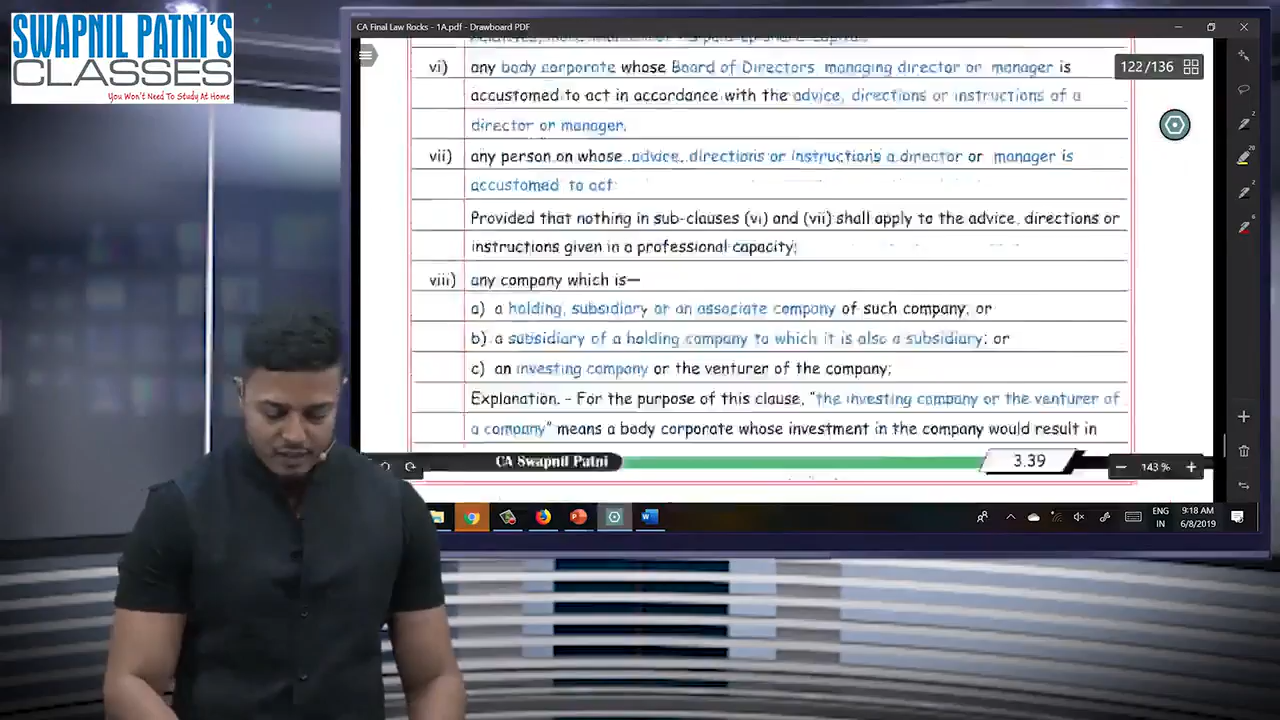 SWAPNIL PATNI'S
CLASSES
You Won't Need To Study At Home
CA Final Law Rocks - 1A.pdf - Drawboard PDF
122/136
vi) any body corporate whose Board of Directors managing director or manager is
accustomed to act in accordance with the advice, directions or instructions of a
director or manager.
vii) any person on whose advice, directions or instructions a director or manager is
accustomed to act:
Provided that nothing in sub-clauses (vi) and (vii) shall apply to the advice, directions or
instructions given in a professional capacity;
viii) any company which is—
a) a holding, subsidiary or an associate company of such company, or
b) a subsidiary of a holding company to which it is also a subsidiary; or
c) an investing company or the venturer of the company;
Explanation. - For the purpose of this clause, "the investing company or the venturer of
a company" means a body corporate whose investment in the company would result in
CA Swapnil Patni
3.39
143 %
ENG
IN
9:18 AM
6/8/2019